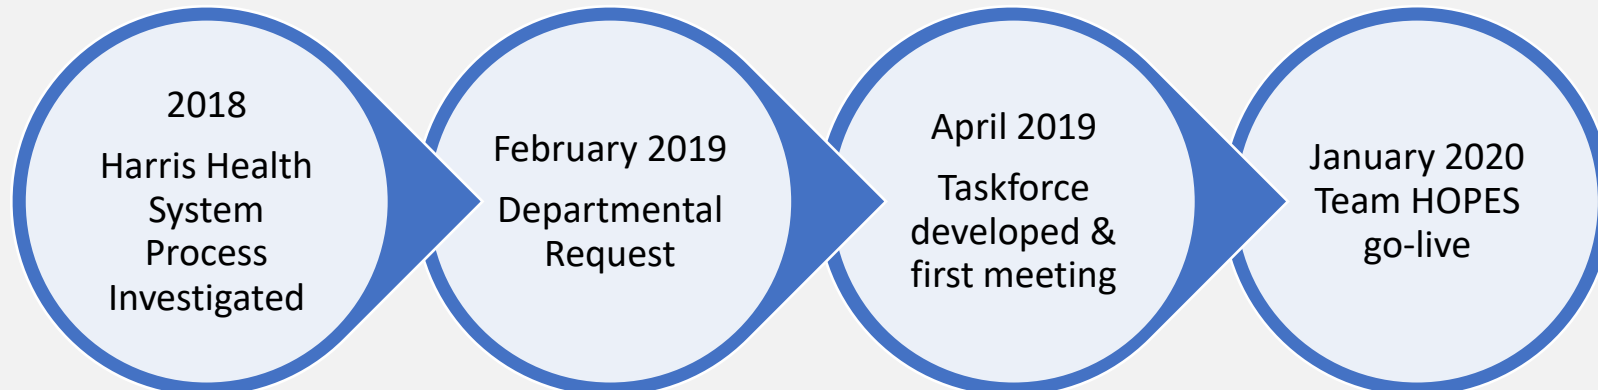 2018
Harris Health
System
Process
Investigated
February 2019
Departmental
Request
April 2019
Taskforce
developed &
first meeting
January 2020
Team HOPES
go-live